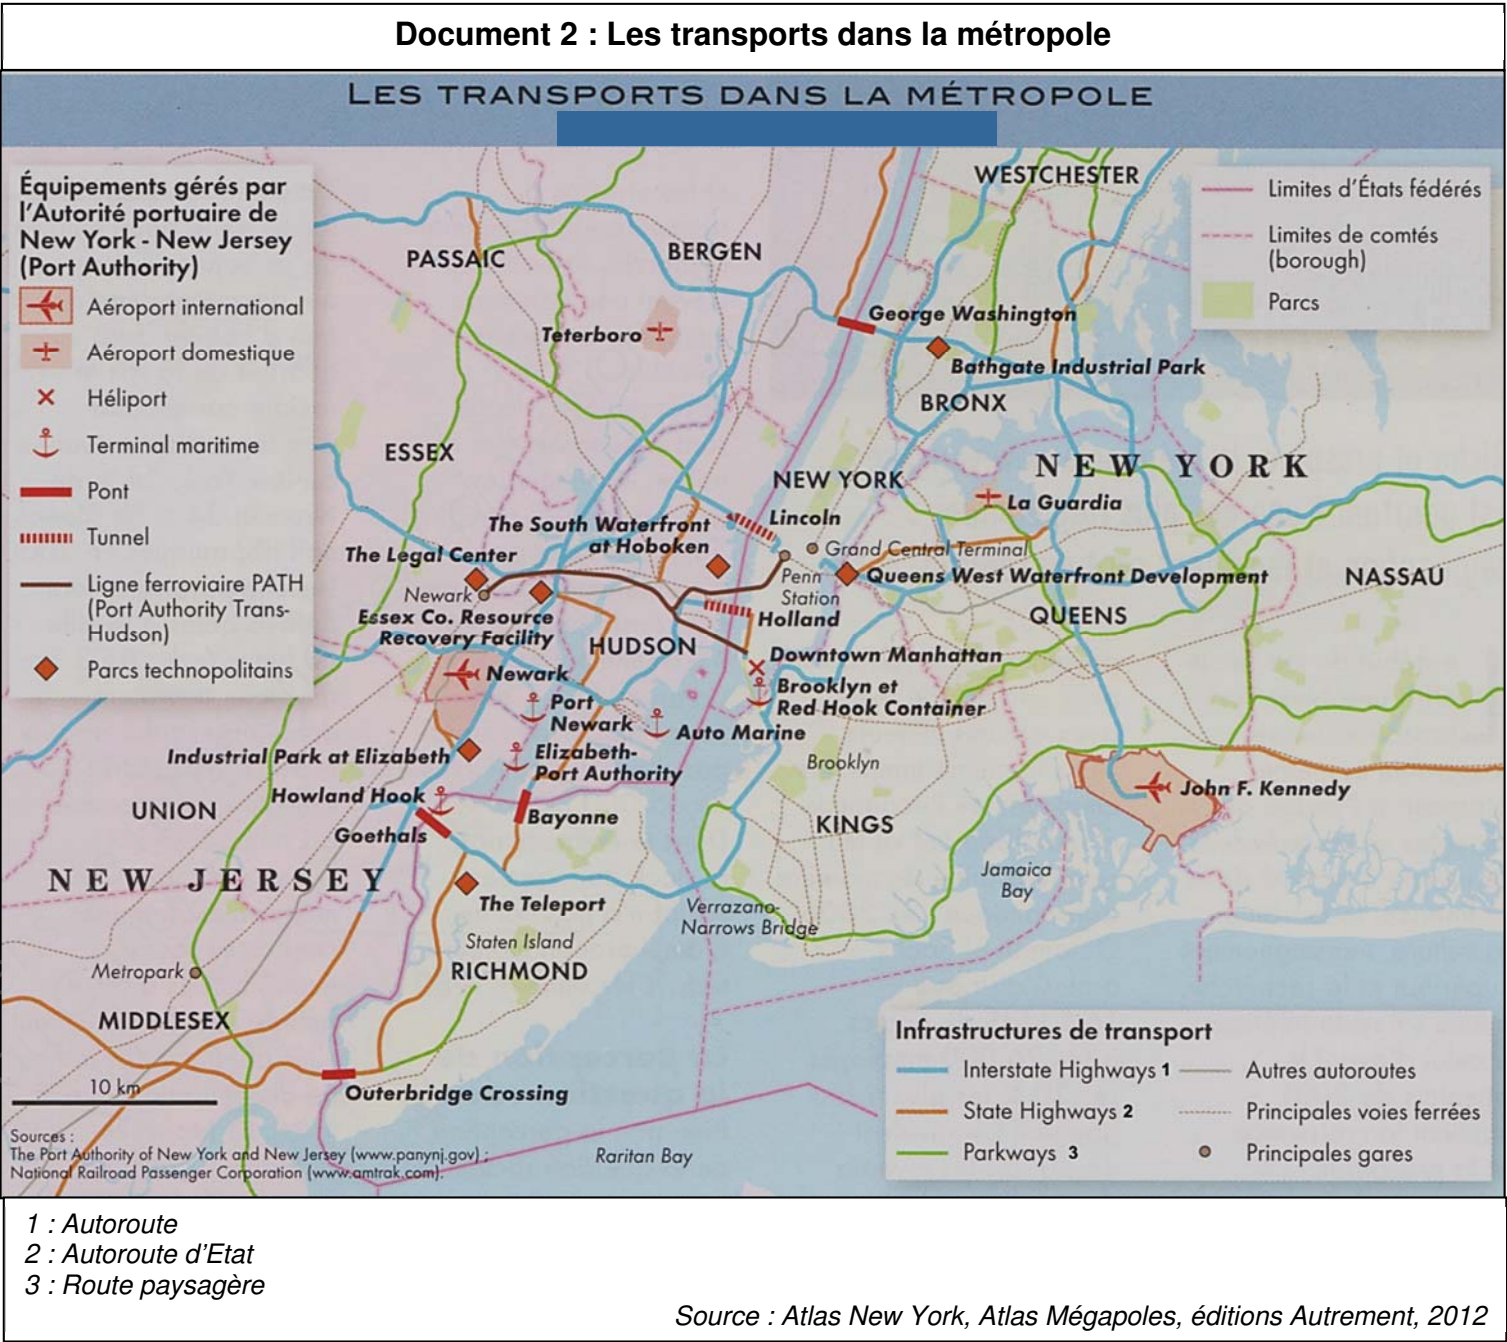 Document 2 : Les transports dans la métropole
LES TRANSPORTS DANS LA MÉTROPOLE
Équipements gérés par
l'Autorité portuaire de
New York - New Jersey
(Port Authority)
Aéroport international
Aéroport domestique
Héliport
Terminal maritime
Pont
Tunnel
Ligne ferroviaire PATH
(Port Authority Trans-
Hudson)
Parcs technopolitains
Limites d'États fédérés
Limites de comtés
(borough)
Parcs
WESTCHESTER
PASSAIC
BERGEN
George Washington
Teterboro
Bathgate Industrial Park
BRONX
ESSEX
NEW YORK
NEW YORK
La Guardia
The South Waterfront
at Hoboken
Lincoln
Grand Central Terminal
The Legal Center
Penn
Station
Queens West Waterfront Development
NASSAU
Newark
Essex Co. Resource
Recovery Facility
Holland
QUEENS
HUDSON
Downtown Manhattan
Newark
Brooklyn et
Red Hook Container
Port
Newark
Auto Marine
Industrial Park at Elizabeth
Elizabeth-
Port Authority
Brooklyn
John F. Kennedy
Howland Hook
UNION
Bayonne
KINGS
Goethals
NEW JERSEY
Jamaica
Bay
The Teleport
Verrazano-
Narrows Bridge
Staten Island
RICHMOND
Metropark
MIDDLESEX
10 km
Outerbridge Crossing
Raritan Bay
Infrastructures de transport
Interstate Highways 1
State Highways 2
Parkways 3
Autres autoroutes
Principales voies ferrées
Principales gares
Sources :
The Port Authority of New York and New Jersey (www.panynj.gov) ;
National Railroad Passenger Corporation (www.amtrak.com).
1 : Autoroute
2 : Autoroute d'Etat
3 : Route paysagère
Source : Atlas New York, Atlas Mégapoles, éditions Autrement, 2012